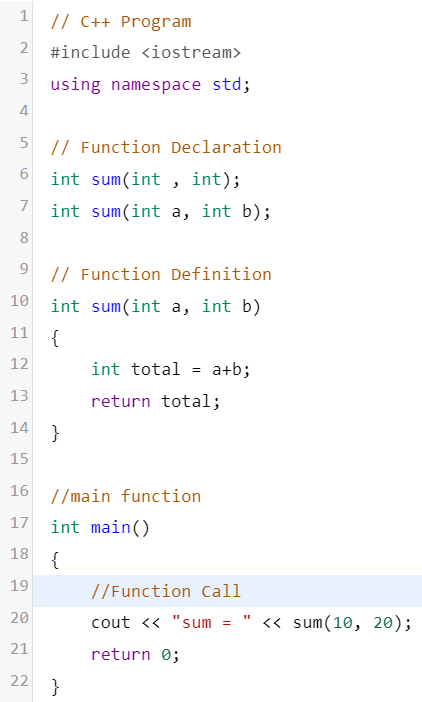 1 // C++ Program
2 #include <iostream>
3 using namespace std;
4
5 // Function Declaration
6 int sum(int , int);
7 int sum(int a, int b);
8
9 // Function Definition
10 int sum(int a, int b)
11 {
12     int total = a+b;
13     return total;
14 }
15
16 //main function
17 int main()
18 {
19     //Function Call
20     cout << "sum = " << sum(10, 20);
21     return 0;
22 }